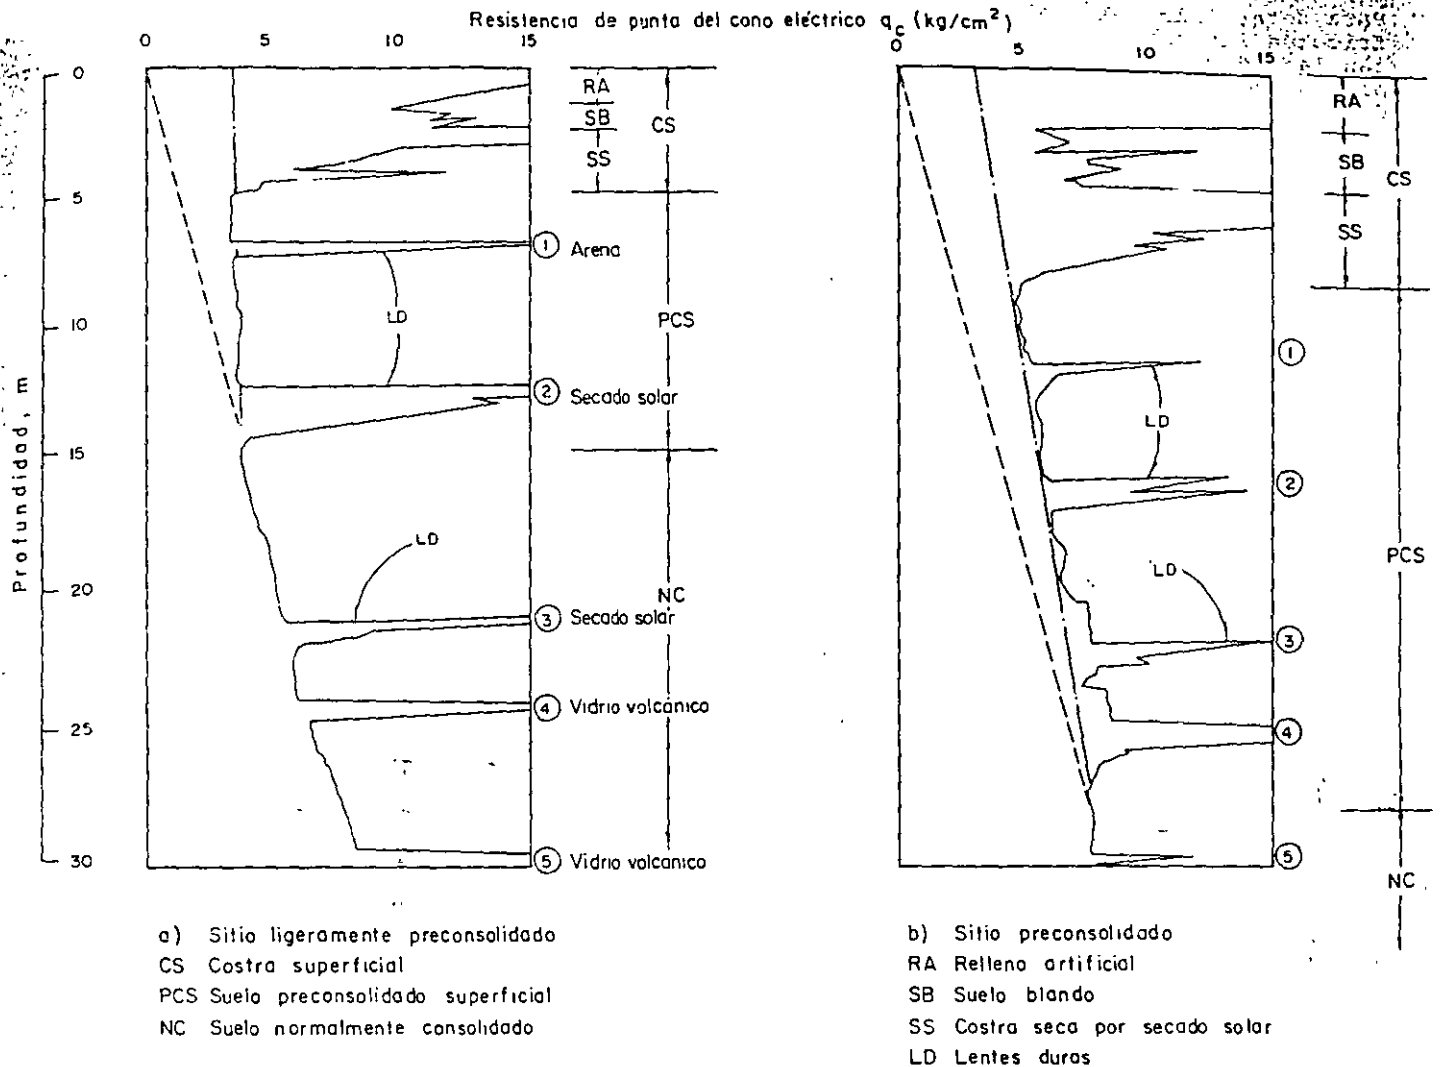 Resistencia de punta del cono eléctrico qc (kg/cm²)
0 5 10 15
0 5 10 15
Profundidad, m
0
5
10
15
20
25
30
RA
SB
SS
CS
PCS
NC
LD
LD
1 Arena
2 Secado solar
3 Secado solar
4 Vidrio volcánico
5 Vidrio volcánico
RA
SB
SS
CS
PCS
NC
LD
LD
1
2
3
4
5
a) Sitio ligeramente preconsolidado
CS Costra superficial
PCS Suelo preconsolidado superficial
NC Suelo normalmente consolidado
b) Sitio preconsolidado
RA Relleno artificial
SB Suelo blando
SS Costra seca por secado solar
LD Lentes duras